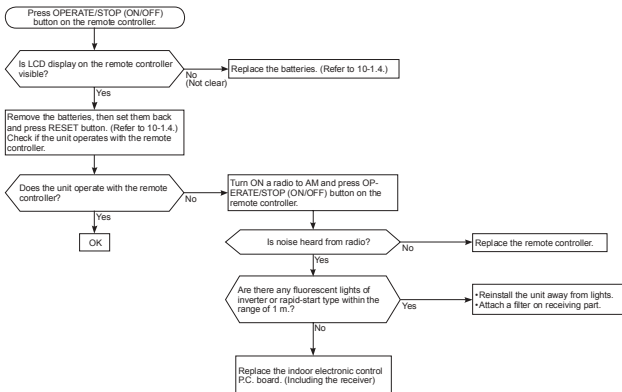 Press OPERATE/STOP (ON/OFF)
button on the remote controller.
Is LCD display on the remote controller
visible?
No
(Not clear)
Replace the batteries. (Refer to 10-1.4.)
Yes
Remove the batteries, then set them back
and press RESET button. (Refer to 10-1.4.)
Check if the unit operates with the remote
controller.
Does the unit operate with the remote
controller?
No
Turn ON a radio to AM and press OP-
ERATE/STOP (ON/OFF) button on the
remote controller.
Yes
OK
Is noise heard from radio?
No
Replace the remote controller.
Yes
Are there any fluorescent lights of
inverter or rapid-start type within the
range of 1 m.?
Yes
•Reinstall the unit away from lights.
•Attach a filter on receiving part.
No
Replace the indoor electronic control
P.C. board. (Including the receiver)